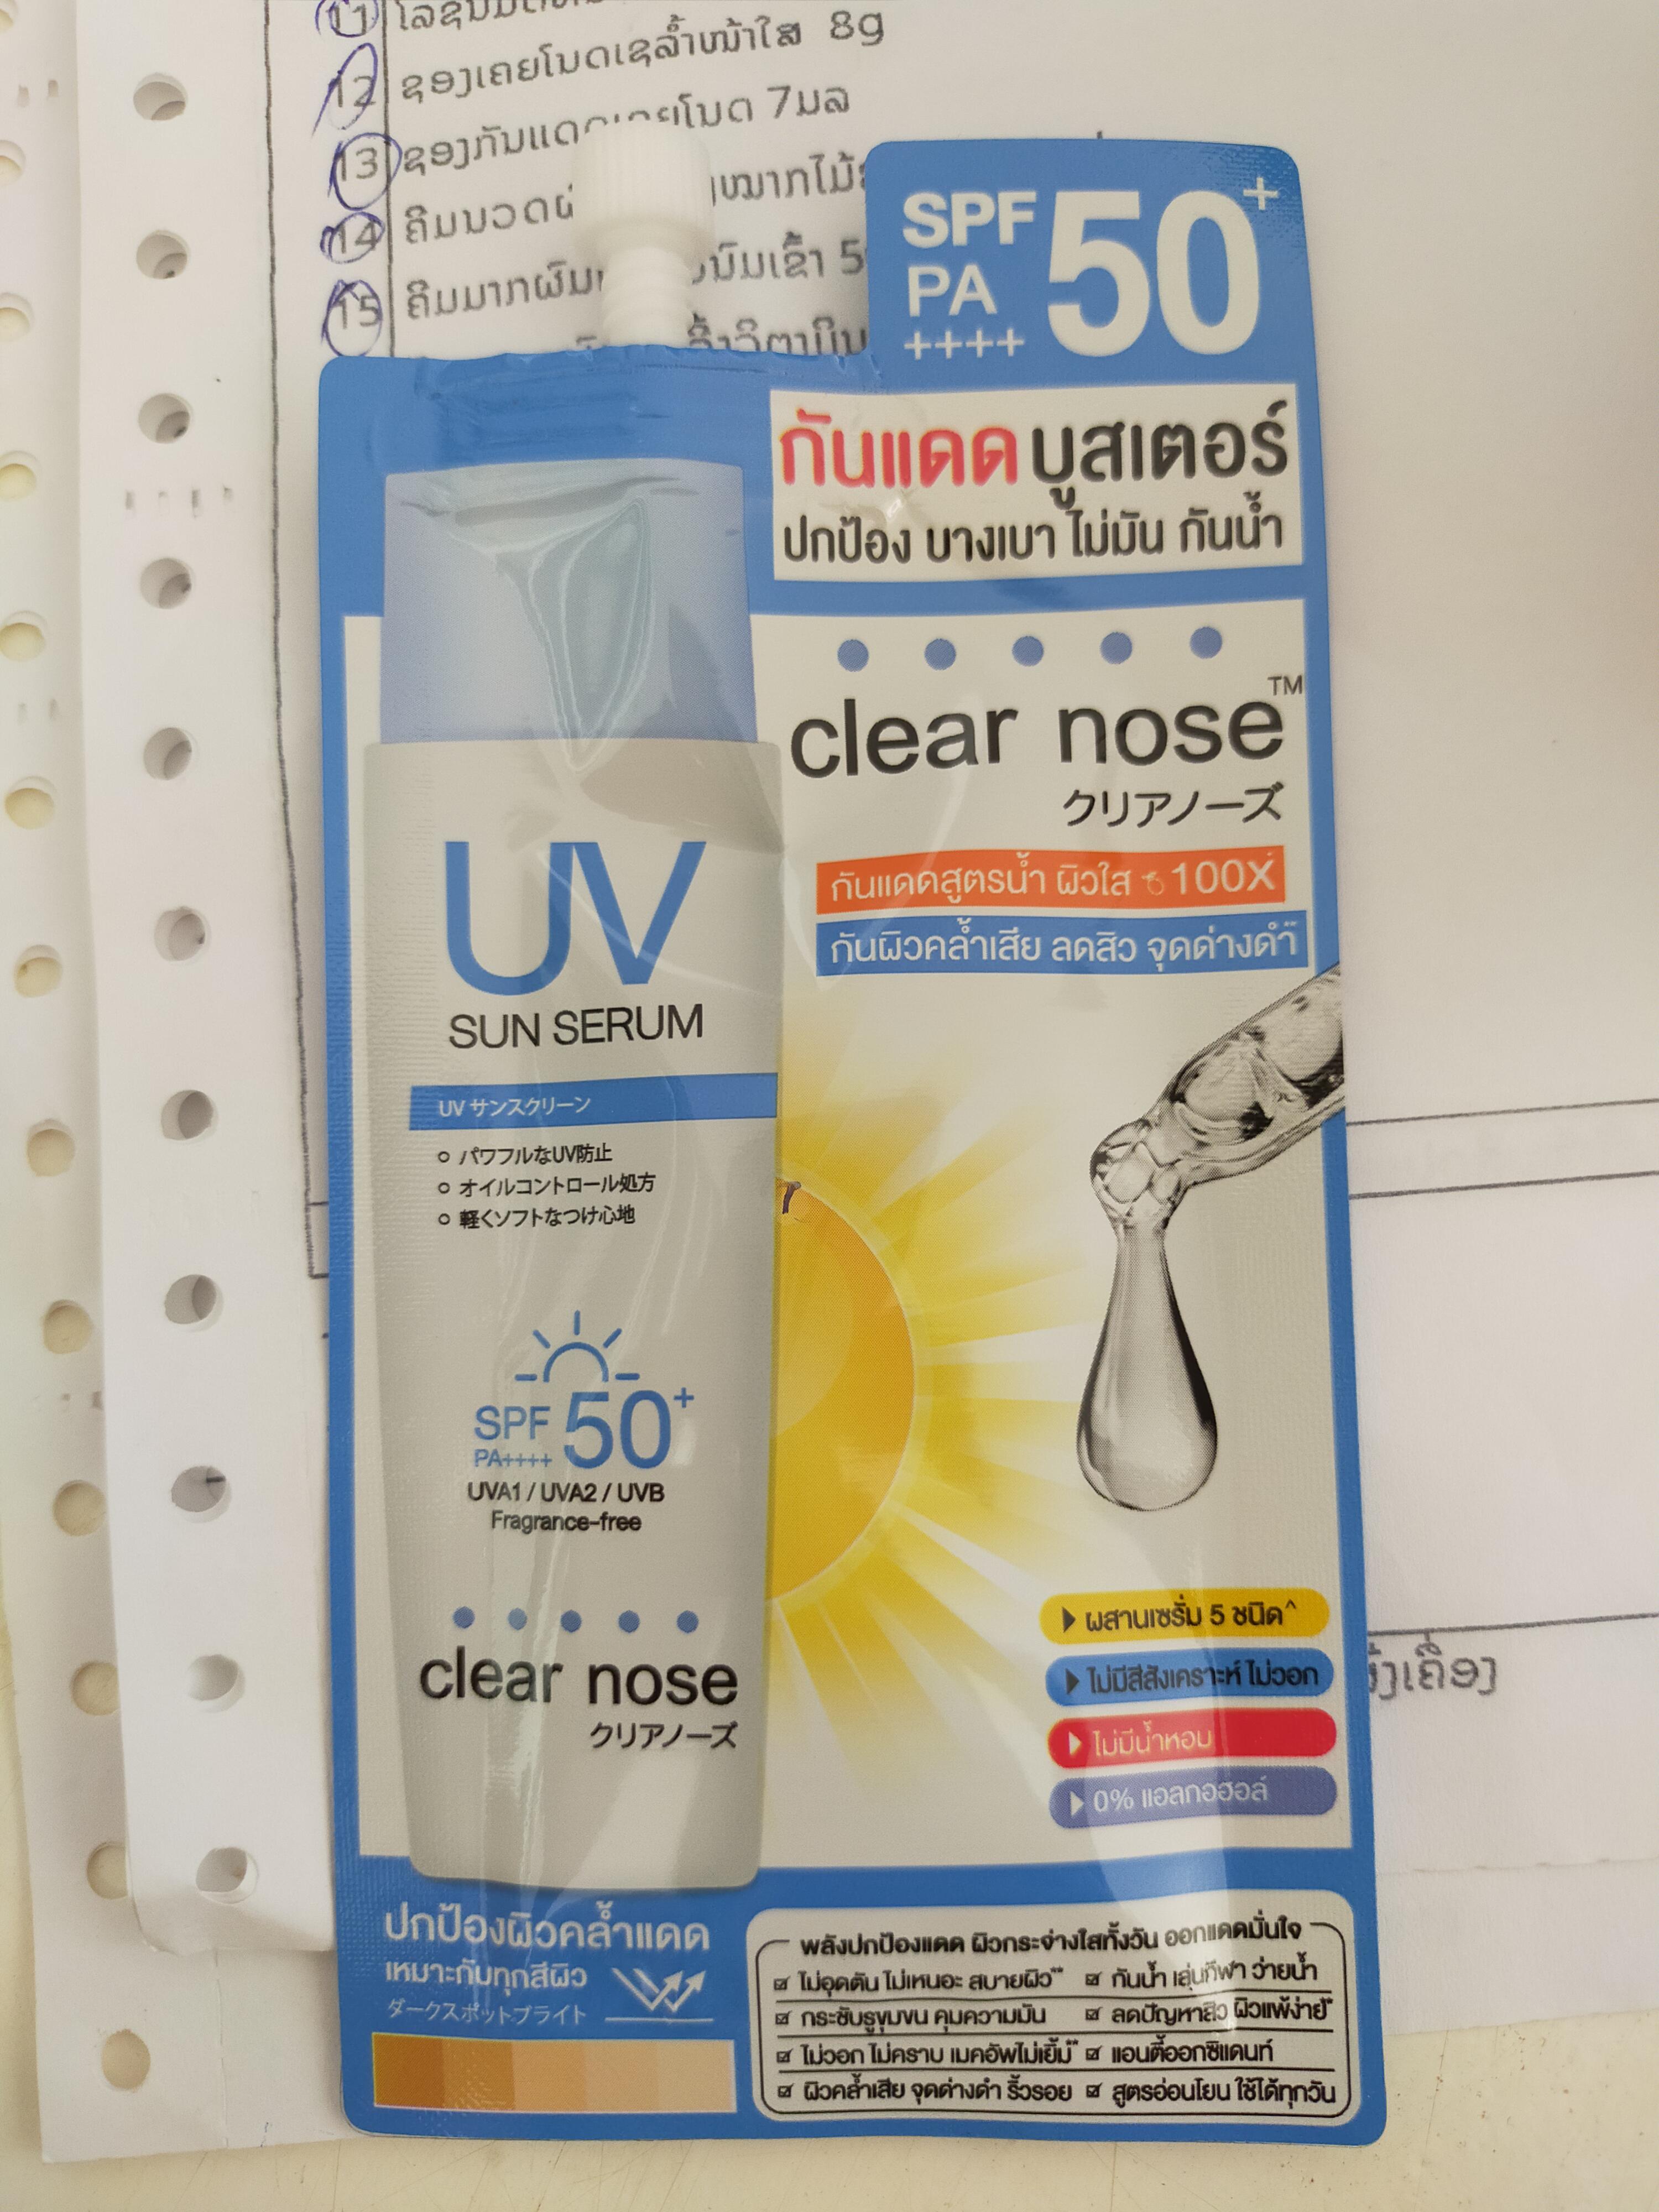 12 ຊອງເຄຍໂມດເຊລ້ຳໜ້າໃສ 8g
13 ຊອງກັນແດດເຄຍໂນດ 7ມລ
14 ຄີມນວດ
ໝາກໄມ້
15 ຄີມມາກຜົມ
ນົມເຂົ້າ
SPF 50+
PA
++++
กันแดด บูสเตอร์
ปกป้อง บางเบา ไม่มัน กันน้ำ
clear nose™
クリアノーズ
กันแดดสูตรน้ำ ผิวใส 100X
กันผิวคล้ำเสีย ลดสิว จุดด่างดำ
UV
SUN SERUM
UV サンスクリーン
パワフルなUV防止
オイルコントロール処方
軽くソフトなつけ心地
SPF 50+
PA++++
UVA1 / UVA2 / UVB
Fragrance-free
clear nose
クリアノーズ
ผสานเซรั่ม 5 ชนิด^
ไม่มีสีสังเคราะห์ ไม่วอก
ไม่มีน้ำหอม
0% แอลกอฮอล์
ເຄື່ອງ
ปกป้องผิวคล้ำแดด
เหมาะกับทุกสีผิว
ダークスポットブライト
พลังปกป้องแดด ผิวกระจ่างใสทั้งวัน ออกแดดมั่นใจ
ไม่อุดตัน ไม่เหนอะ สบายผิว** กันน้ำ เล่นกีฬา ว่ายน้ำ
กระชับรูขุมขน คุมความมัน ลดปัญหาสิว ผิวแพ้ง่าย**
ไม่วอก ไม่คราบ เมคอัพไม่เยิ้ม** แอนตี้ออกซิแดนท์
ผิวคล้ำเสีย จุดด่างดำ ริ้วรอย สูตรอ่อนโยน ใช้ได้ทุกวัน